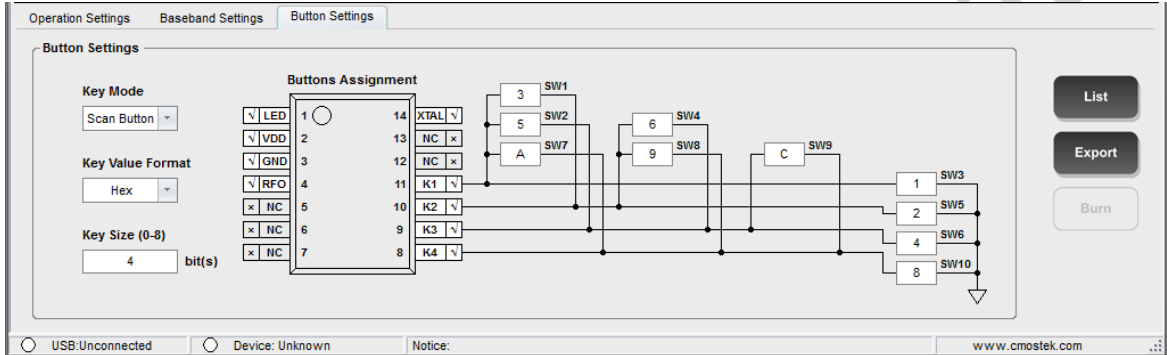 Operation Settings Baseband Settings Button Settings
Button Settings
Key Mode
Scan Button
Key Value Format
Hex
Key Size (0-8)
4 bit(s)
Buttons Assignment
√ LED 1 14 XTAL √
√ VDD 2 13 NC ×
√ GND 3 12 NC ×
√ RFO 4 11 K1 √
× NC 5 10 K2 √
× NC 6 9 K3 √
× NC 7 8 K4 √
3 SW1
5 SW2
A SW7
6 SW4
9 SW8
C SW9
1 SW3
2 SW5
4 SW6
8 SW10
List
Export
Burn
USB:Unconnected Device: Unknown Notice: www.cmostek.com